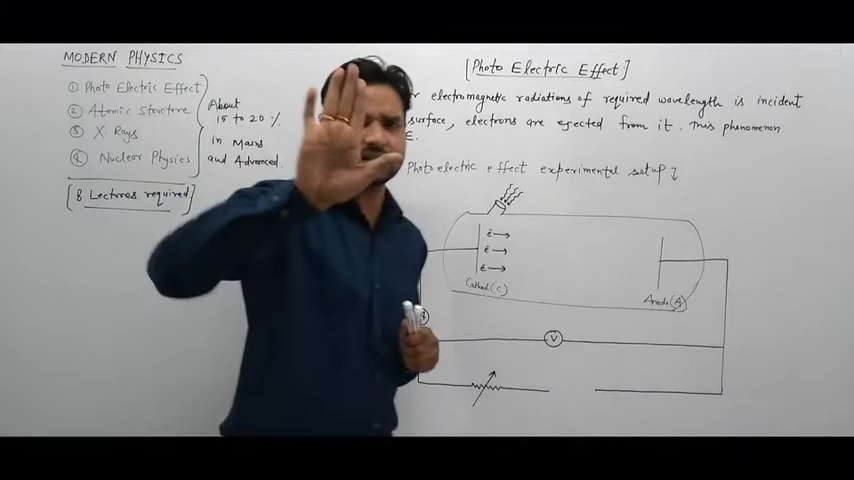 MODERN PHYSICS
① Photo Electric Effect
② Atomic Structure
③ X-Rays
④ Nuclear Physics
[8 Lectures required]
About
15 to 20 %
in Mains
and Advanced.
[Photo Electric Effect]
electromagnetic radiations of required wavelength is incident
surface, electrons are ejected from it. This phenomenon
E.
Photoelectric effect experimental setup
ē
ē
ē
Cathod (C)
Anode (A)
V